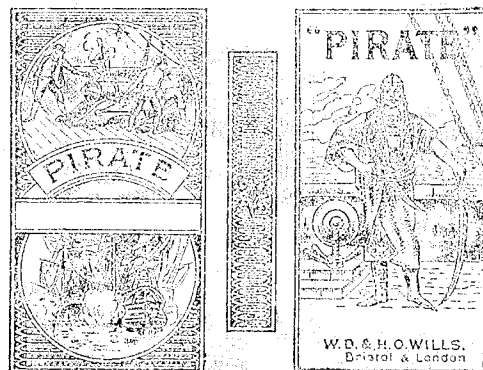 PIRATE
"PIRATE"
W.D. & H.O. WILLS.
Bristol & London